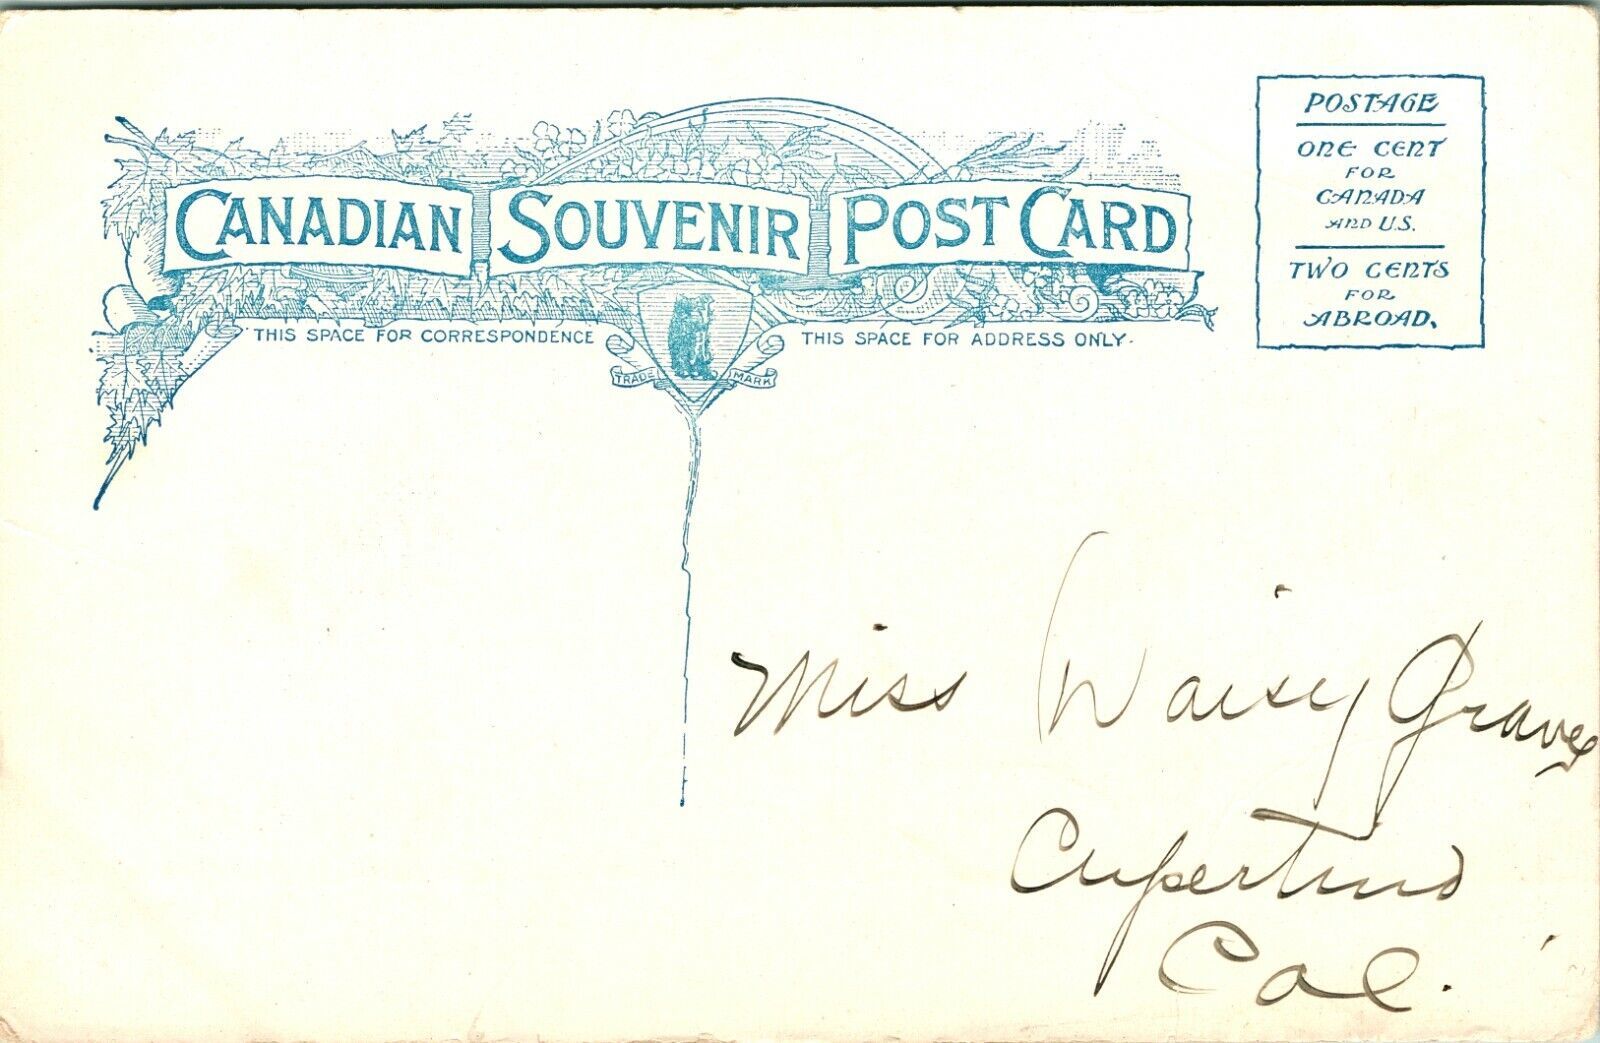 CANADIAN SOUVENIR POST CARD
THIS SPACE FOR CORRESPONDENCE
THIS SPACE FOR ADDRESS ONLY.
TRADE MARK
POSTAGE
ONE CENT
FOR
CANADA
AND U.S.
TWO CENTS
FOR
ABROAD.
Miss Daisy Graves
Cupertino
Cal.